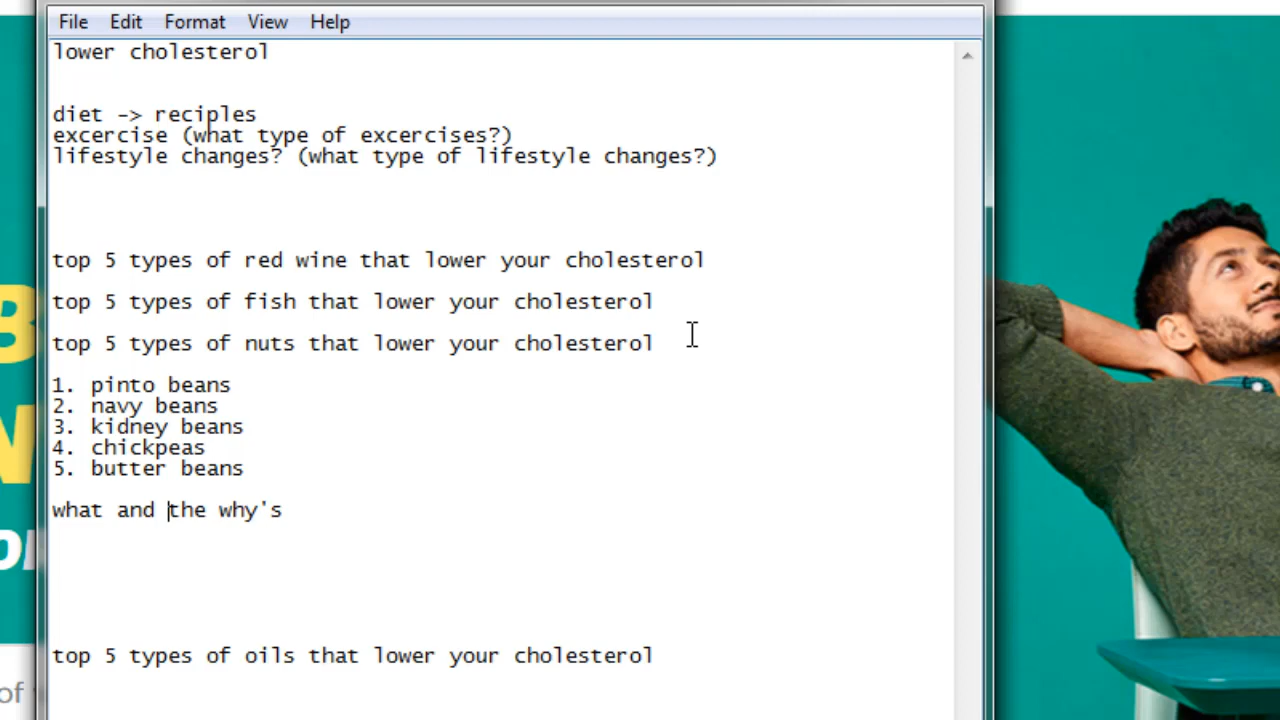 File Edit Format View Help
lower cholesterol
diet -> reciples
excercise (what type of excercises?)
lifestyle changes? (what type of lifestyle changes?)
top 5 types of red wine that lower your cholesterol
top 5 types of fish that lower your cholesterol
top 5 types of nuts that lower your cholesterol
1. pinto beans
2. navy beans
3. kidney beans
4. chickpeas
5. butter beans
what and the why's
top 5 types of oils that lower your cholesterol
of